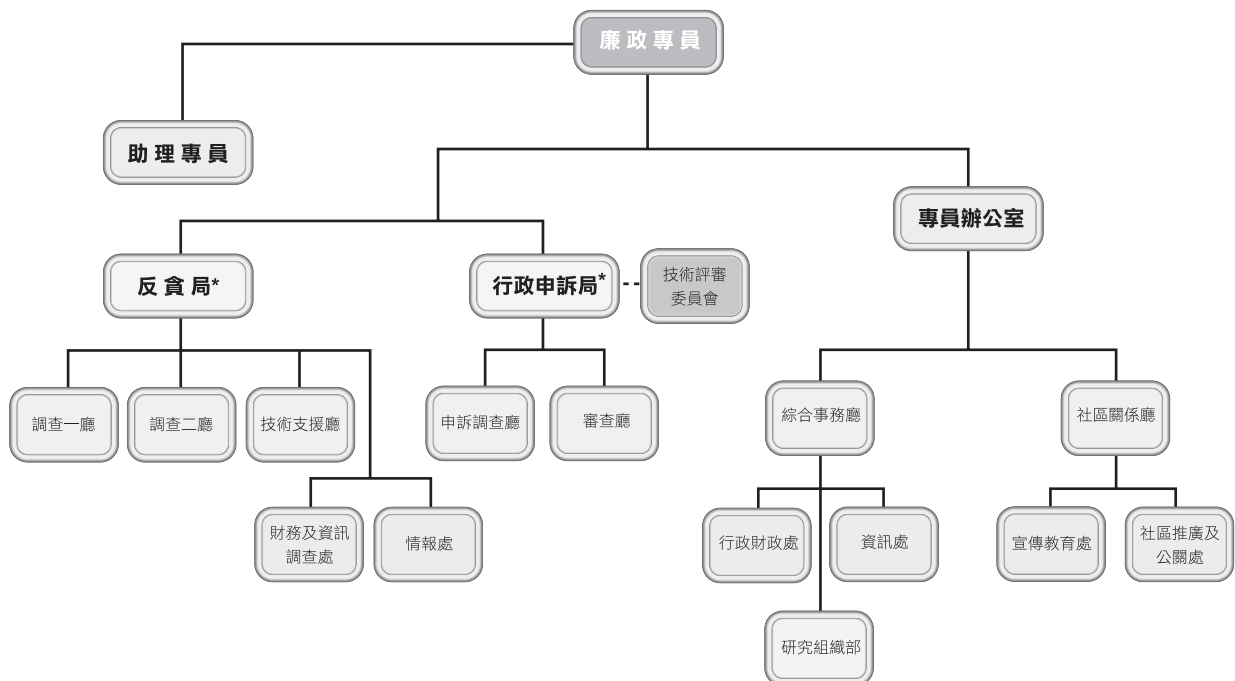 廉政專員
助理專員
專員辦公室
反貪局*
行政申訴局*
技術評審
委員會
調查一廳
調查二廳
技術支援廳
申訴調查廳
審查廳
綜合事務廳
社區關係廳
財務及資訊
調查處
情報處
行政財政處
資訊處
宣傳教育處
社區推廣及
公關處
研究組織部